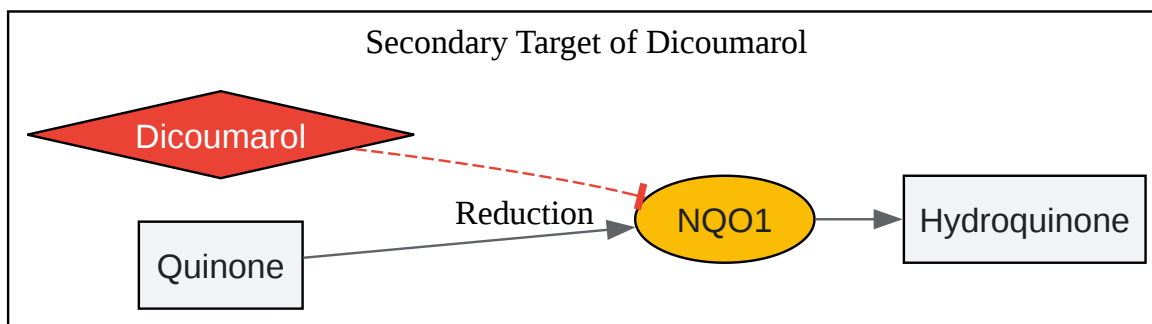 Secondary Target of Dicoumarol
Dicoumarol
Reduction
NQO1
Hydroquinone
Quinone